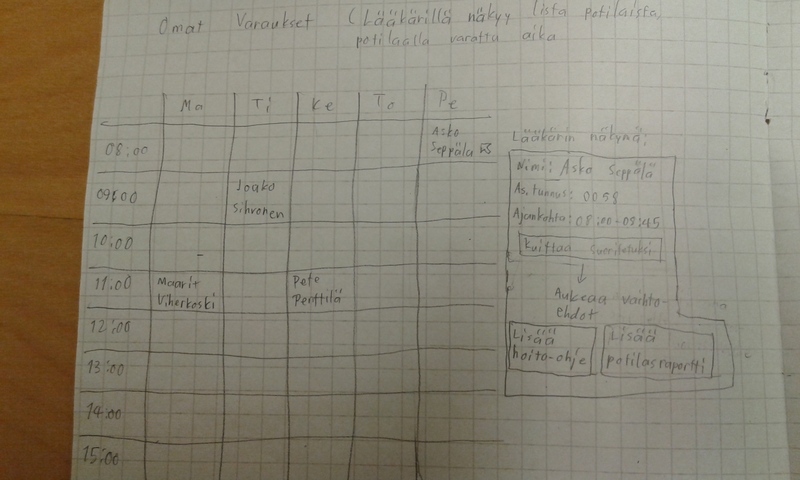 Omat Varaukset (Lääkärillä näkyy lista potilaista,
potilaalla varattu aika
Ma Ti Ke To Pe
08:00 Asko
Seppälä
09:00 Joako
Sihvonen
10:00
11:00 Maarit Pete
Viherkoski Penttilä
12:00
13:00
14:00
15:00
Lääkärin näkymä:
Nimi: Asko Seppälä
As.tunnus: 0058
Ajankohta: 08:00-08:45
Kuittaa suoritetuksi
Aukeaa vaihto-
ehdot
Lisää
hoito-ohje
Lisää
potilasraportti